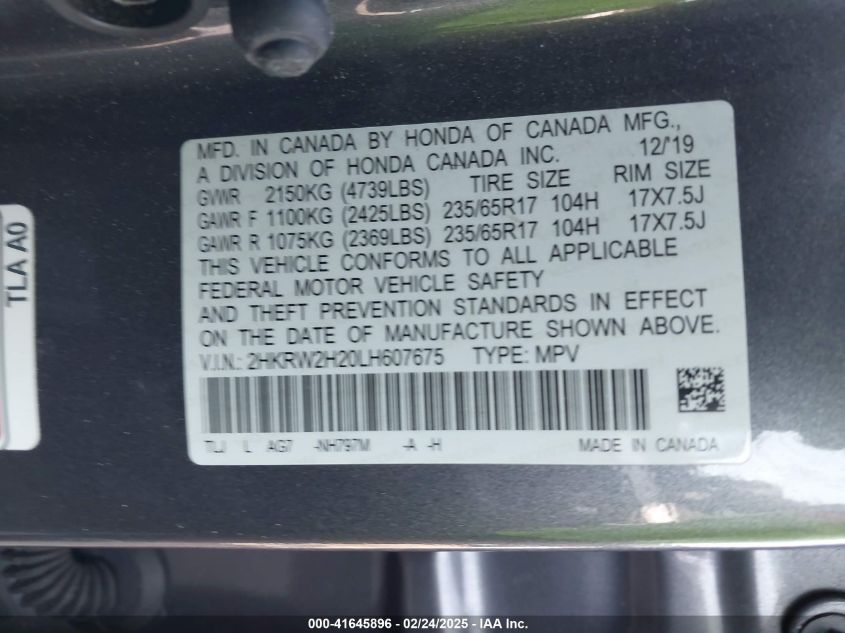 MFD. IN CANADA BY HONDA OF CANADA MFG.,
A DIVISION OF HONDA CANADA INC. 12/'19
GVWR 2150KG (4739LBS) TIRE SIZE RIM SIZE
GAWR F 1100KG (2425LBS) 235/65R17 104H 17X7.5J
GAWR R 1075KG (2369LBS) 235/65R17 104H 17X7.5J
THIS VEHICLE CONFORMS TO ALL APPLICABLE
FEDERAL MOTOR VEHICLE SAFETY
AND THEFT PREVENTION STANDARDS IN EFFECT
ON THE DATE OF MANUFACTURE SHOWN ABOVE.
V.I.N.: 2HKRW2H20LH607675 TYPE: MPV
TLJ L AG7 -NH797M -A -H MADE IN CANADA
TLA A0
000-41645896 - 02/24/2025 - IAA Inc.